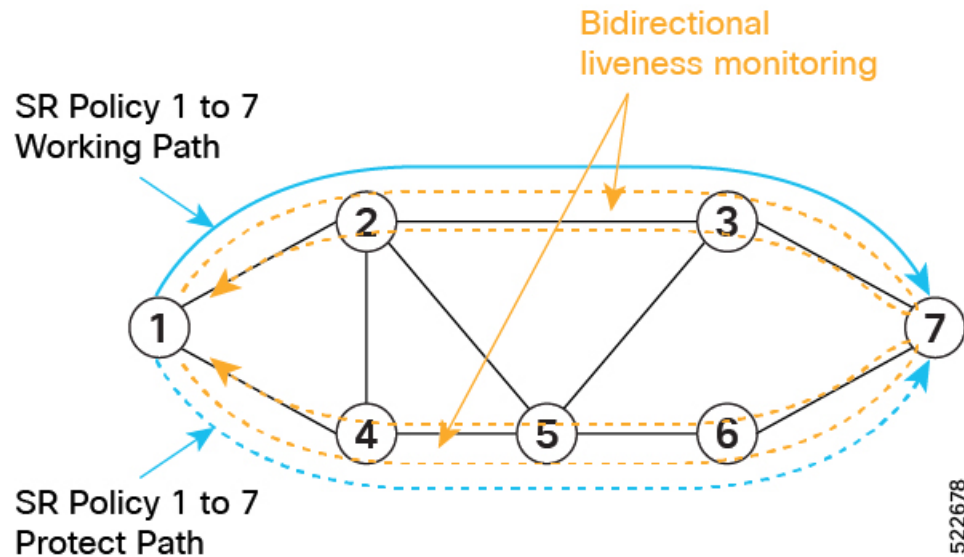 Bidirectional
liveness monitoring
SR Policy 1 to 7
Working Path
2
3
1
7
4
5
6
SR Policy 1 to 7
Protect Path
522678